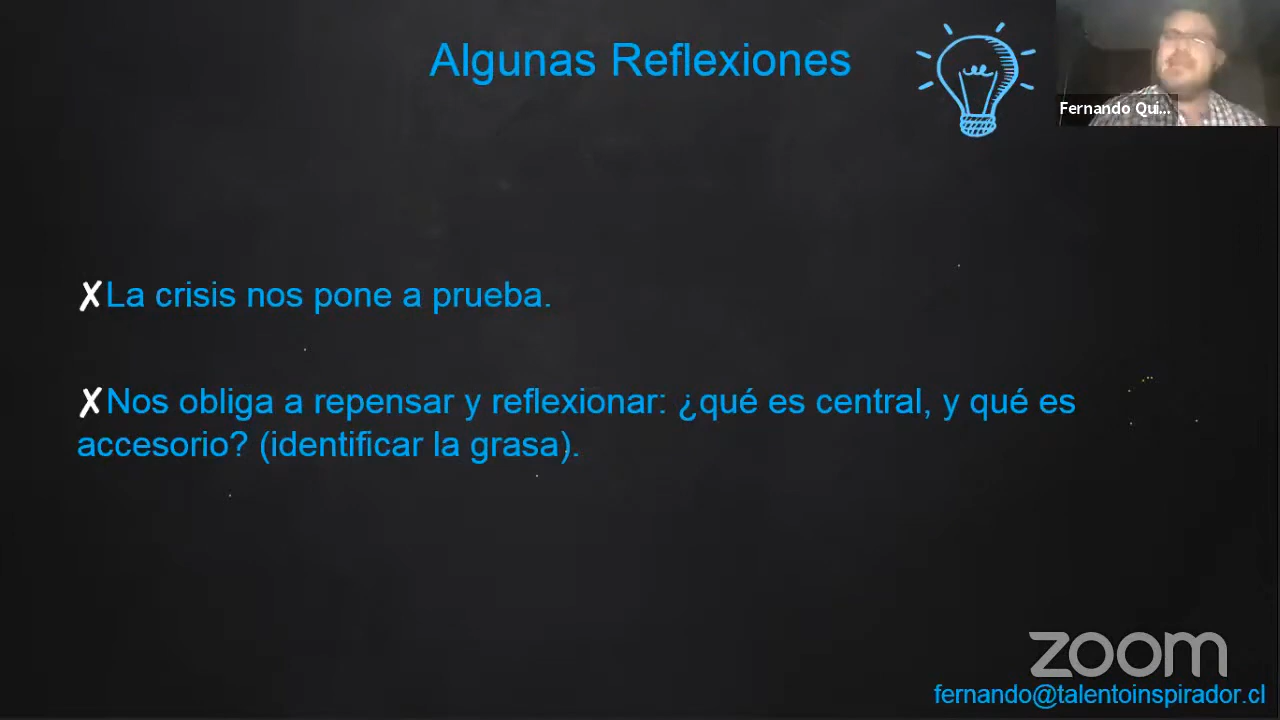 Algunas Reflexiones
Fernando Qui...
✗La crisis nos pone a prueba.
✗Nos obliga a repensar y reflexionar: ¿qué es central, y qué es
accesorio? (identificar la grasa).
zoom
fernando@talentoinspirador.cl